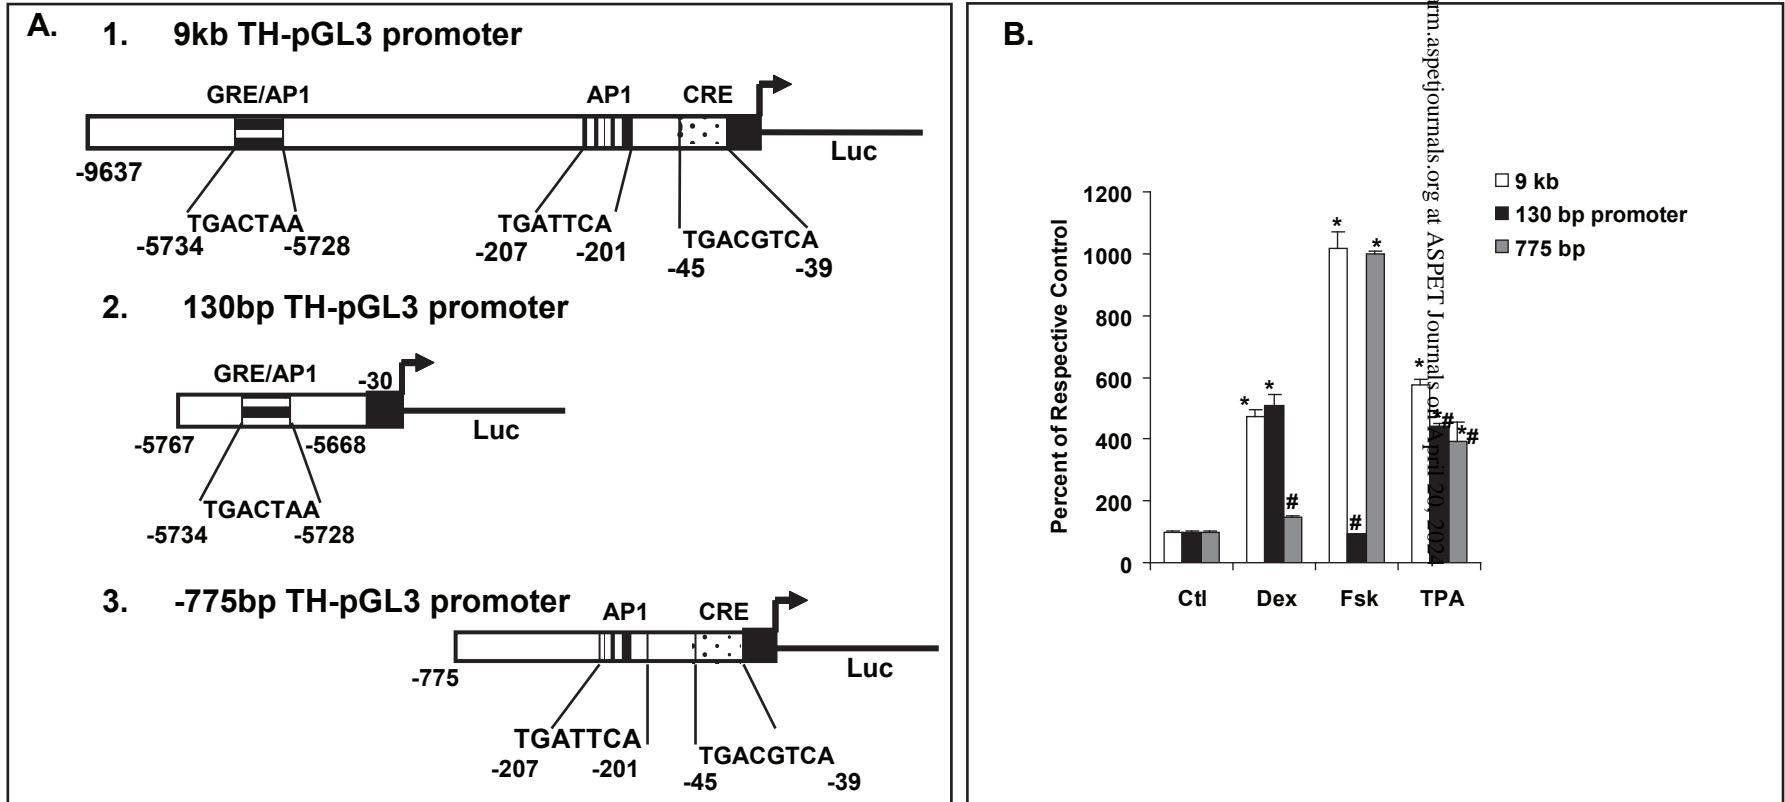 A.
1. 9kb TH-pGL3 promoter
GRE/AP1 AP1 CRE
Luc
-9637
TGACTAA TGATTCA TGACGTCA
-5734 -5728 -207 -201 -45 -39
2. 130bp TH-pGL3 promoter
GRE/AP1 -30
Luc
-5767 -5668
TGACTAA
-5734 -5728
3. -775bp TH-pGL3 promoter
AP1 CRE
Luc
-775
TGATTCA TGACGTCA
-207 -201 -45 -39
B.
9 kb
130 bp promoter
775 bp
Percent of Respective Control
1200
1000
800
600
400
200
0
* * #
* # *
* *# *#
Ctl Dex Fsk TPA
arm.aspetjournals.org at ASPET Journals on April 20, 2024